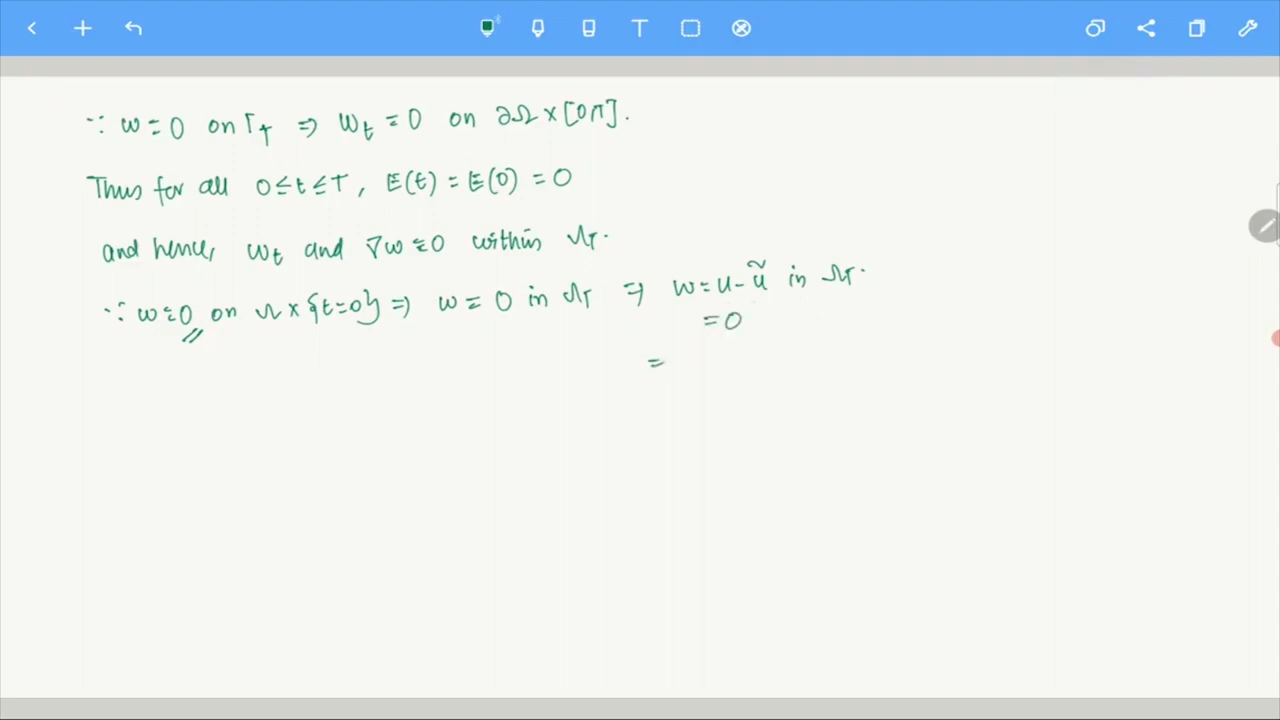 ∵ w = 0 on Γ_T ⇒ w_t = 0 on ∂Ω × [0,T].
Thus for all 0 ≤ t ≤ T, E(t) = E(0) = 0
and hence, w_t and ∇w = 0 within Ω_T.
∵ w = 0 on Ω × {t=0} ⇒ w = 0 in Ω_T ⇒ w = u - ũ in Ω_T.
= 0
=